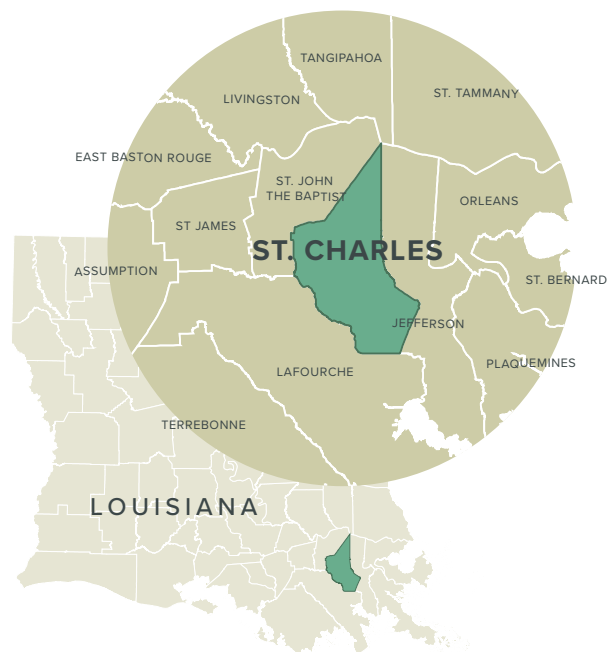 TANGIPAHOA
ST. TAMMANY
LIVINGSTON
EAST BASTON ROUGE
ST. JOHN
THE BAPTIST
ORLEANS
ST JAMES
ST. CHARLES
ASSUMPTION
ST. BERNARD
JEFFERSON
PLAQUEMINES
LAFOURCHE
TERREBONNE
LOUISIANA